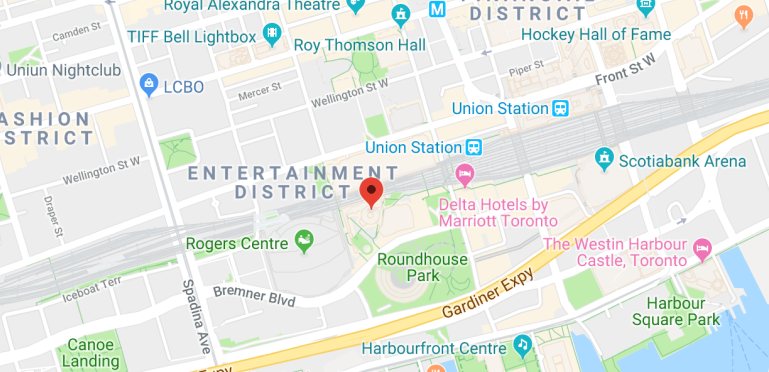 Royal Alexandra Theatre
DISTRICT
Camden St
TIFF Bell Lightbox
M
Roy Thomson Hall
Hockey Hall of Fame
Uniun Nightclub
LCBO
Mercer St
Piper St
Front St W
Wellington St W
Union Station
ASHION
ISTRICT
Union Station
Scotiabank Arena
Wellington St W
ENTERTAINMENT
DISTRICT
Draper St
Delta Hotels by
Marriott Toronto
Rogers Centre
The Westin Harbour
Castle, Toronto
Roundhouse
Park
Iceboat Terr
Bremner Blvd
Gardiner Expy
Spadina Ave
Harbour
Square Park
Canoe
Landing
Harbourfront Centre
Expy